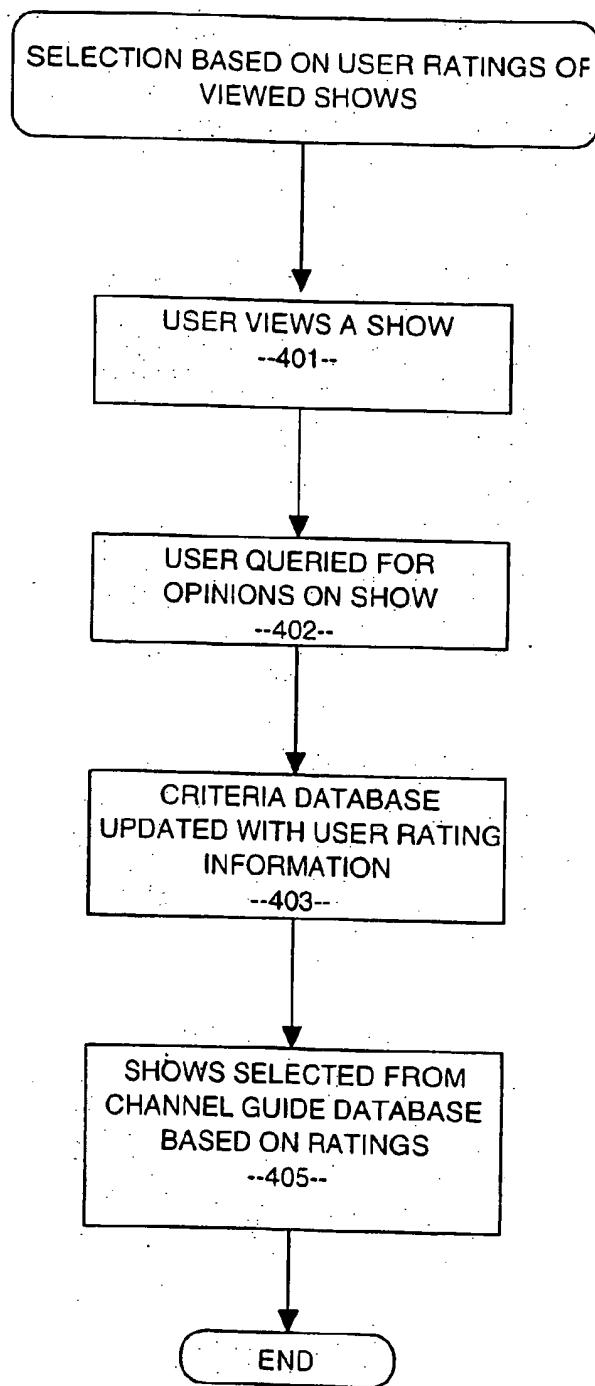 SELECTION BASED ON USER RATINGS OF
VIEWED SHOWS
USER VIEWS A SHOW
--401--
USER QUERIED FOR
OPINIONS ON SHOW
--402--
CRITERIA DATABASE
UPDATED WITH USER RATING
INFORMATION
--403--
SHOWS SELECTED FROM
CHANNEL GUIDE DATABASE
BASED ON RATINGS
--405--
END